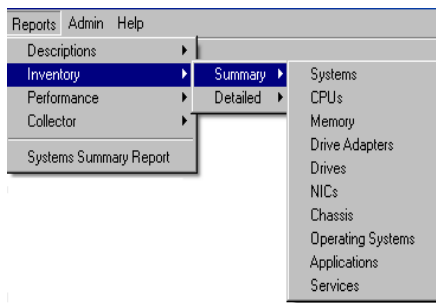 Reports Admin Help
Descriptions
Inventory
Performance
Collector
Systems Summary Report
Summary
Detailed
Systems
CPUs
Memory
Drive Adapters
Drives
NICs
Chassis
Operating Systems
Applications
Services